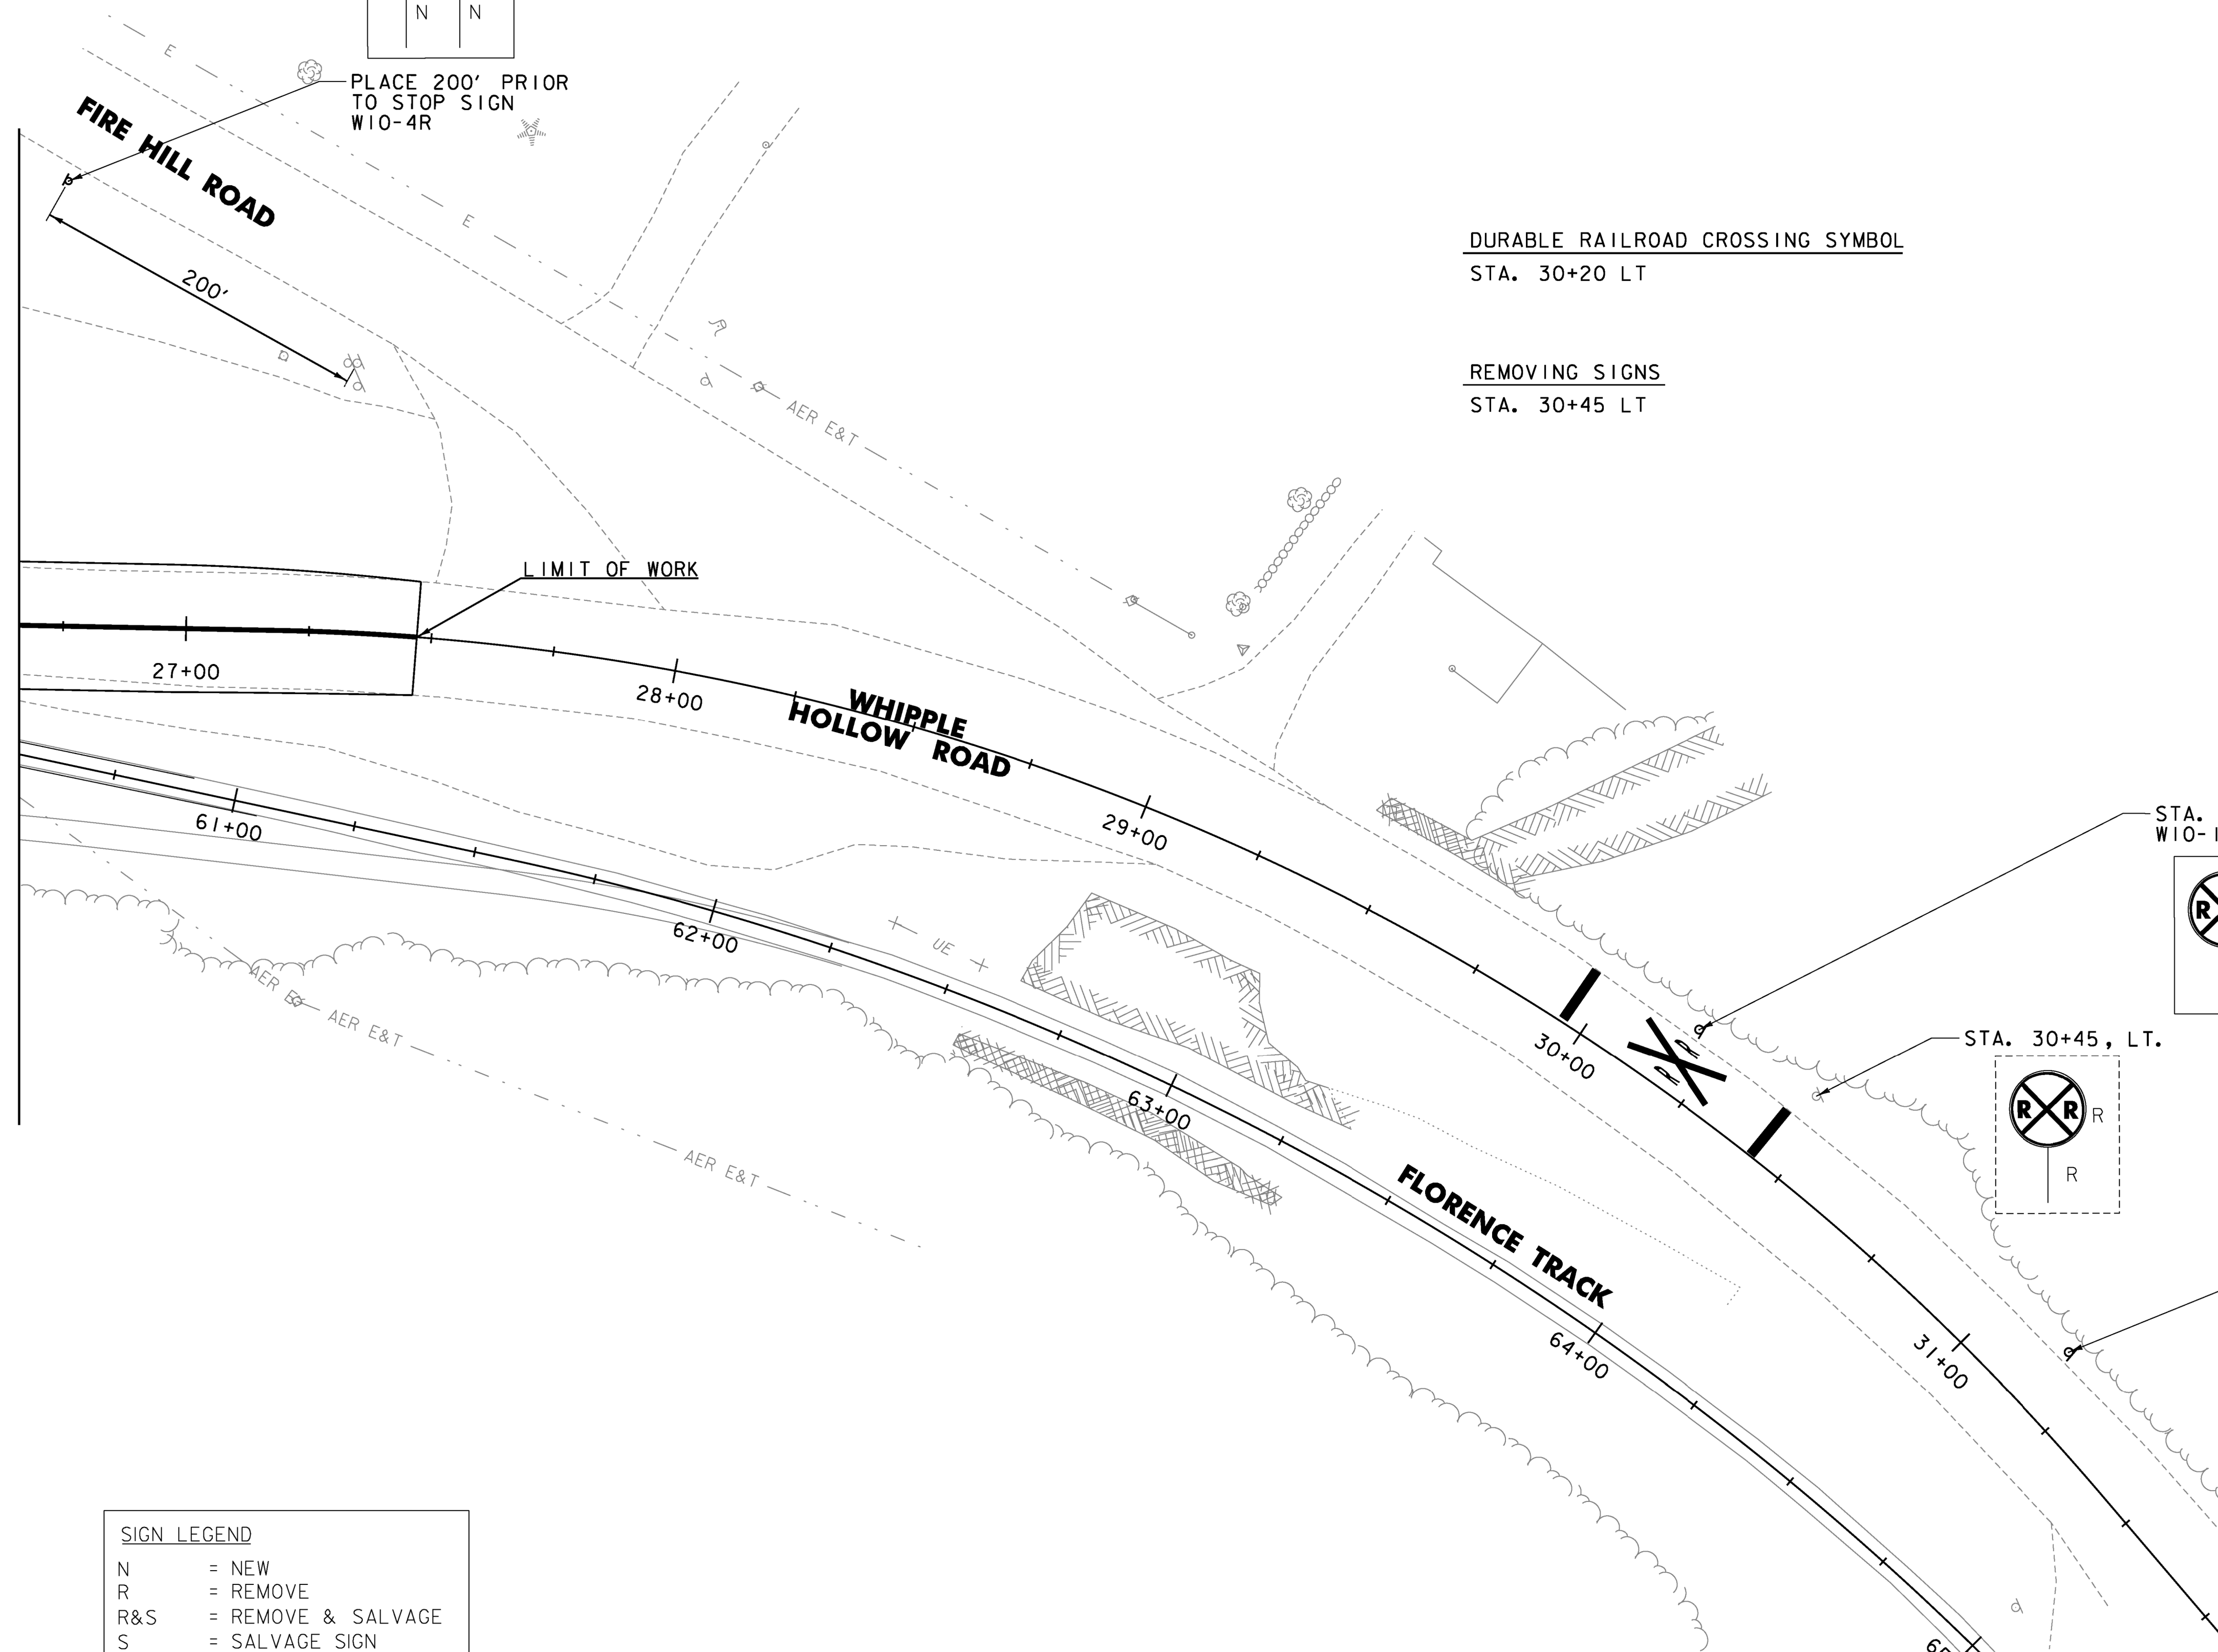 N N
E
PLACE 200' PRIOR
TO STOP SIGN
W10-4R
FIRE HILL ROAD
E
200'
DURABLE RAILROAD CROSSING SYMBOL
STA. 30+20 LT
REMOVING SIGNS
STA. 30+45 LT
AER E&T
LIMIT OF WORK
27+00
28+00
WHIPPLE
HOLLOW ROAD
29+00
61+00
62+00
UE
STA.
W10-1
R
AER E
AER E&T
30+00
R
R
STA. 30+45, LT.
R R R
R
63+00
AER E&T
FLORENCE TRACK
64+00
31+00
SIGN LEGEND
N = NEW
R = REMOVE
R&S = REMOVE & SALVAGE
S = SALVAGE SIGN